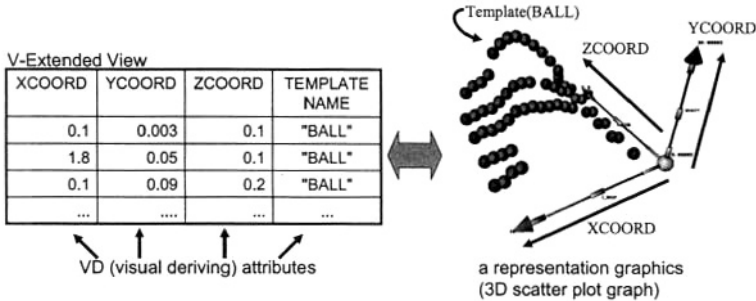 Template(BALL)
YCOORD
ZCOORD
V-Extended View
XCOORD YCOORD ZCOORD TEMPLATE NAME
0.1 0.003 0.1 "BALL"
1.8 0.05 0.1 "BALL"
0.1 0.09 0.2 "BALL"
... .... ... ...
VD (visual deriving) attributes
XCOORD
a representation graphics
(3D scatter plot graph)